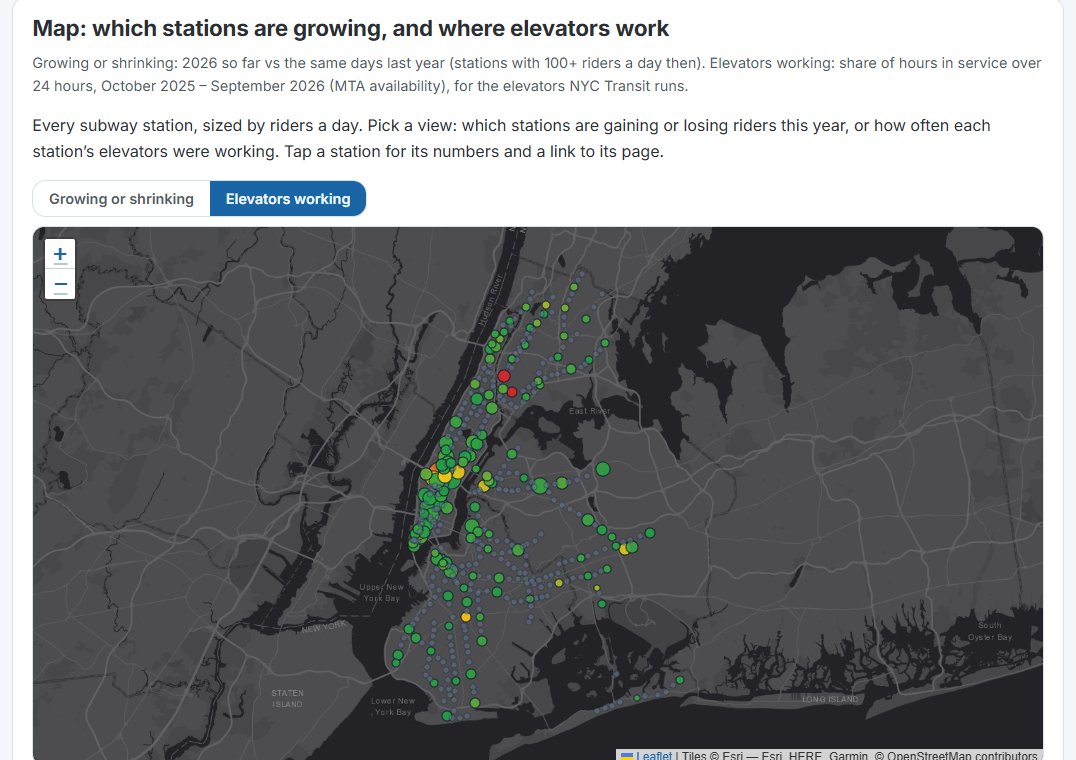 Map: which stations are growing, and where elevators work
Growing or shrinking: 2026 so far vs the same days last year (stations with 100+ riders a day then). Elevators working: share of hours in service over
24 hours, October 2025 – September 2026 (MTA availability), for the elevators NYC Transit runs.
Every subway station, sized by riders a day. Pick a view: which stations are gaining or losing riders this year, or how often each
station’s elevators were working. Tap a station for its numbers and a link to its page.
Growing or shrinking
Elevators working
+
−
Hudson River
East River
Upper New
York Bay
NEW YORK
STATEN
ISLAND
Lower New
York Bay
South
Oyster Bay
LONG ISLAND
Leaflet | Tiles © Esri — Esri, HERE, Garmin, © OpenStreetMap contributors